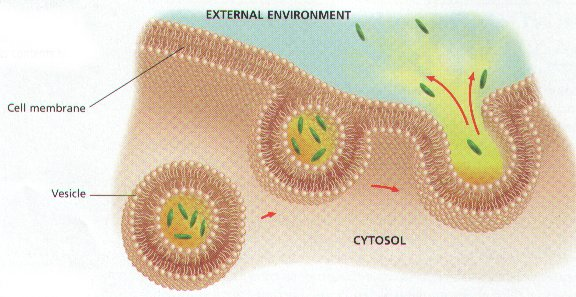 EXTERNAL ENVIRONMENT
Cell membrane
Vesicle
CYTOSOL